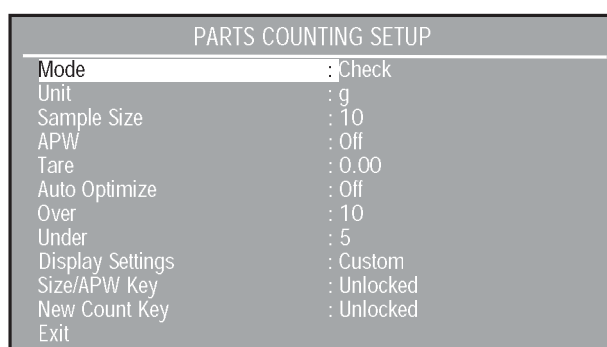 PARTS COUNTING SETUP
Mode : Check
Unit : g
Sample Size : 10
APW : Off
Tare : 0.00
Auto Optimize : Off
Over : 10
Under : 5
Display Settings : Custom
Size/APW Key : Unlocked
New Count Key : Unlocked
Exit